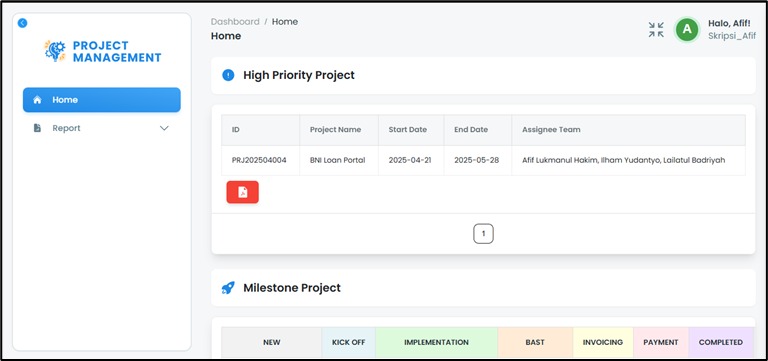 Dashboard / Home
Home
Halo, Afif!
Skripsi_Afif
A
PROJECT
MANAGEMENT
Home
Report
High Priority Project
ID Project Name Start Date End Date Assignee Team
PRJ202504004 BNI Loan Portal 2025-04-21 2025-05-28 Afif Lukmanul Hakim, Ilham Yudantyo, Lailatul Badriyah
1
Milestone Project
NEW KICK OFF IMPLEMENTATION BAST INVOICING PAYMENT COMPLETED